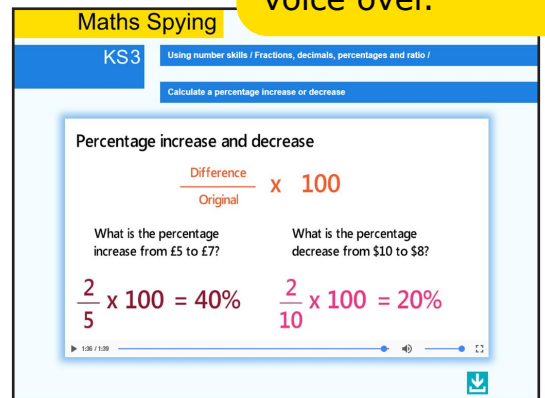 voice over.
Maths Spying
KS3
Using number skills / Fractions, decimals, percentages and ratio /
Calculate a percentage increase or decrease
Percentage increase and decrease
Difference
Original
x 100
What is the percentage
increase from £5 to £7?
2
5
x 100 = 40%
What is the percentage
decrease from $10 to $8?
2
10
x 100 = 20%
1:36 / 1:39